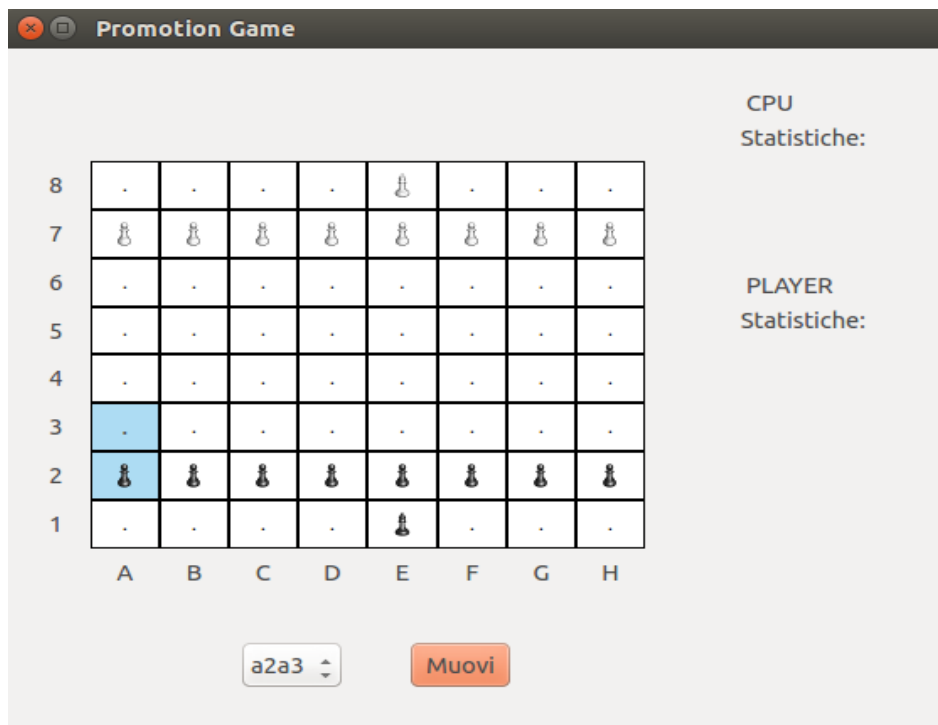 Promotion Game
CPU
Statistiche:
8 . . . . . . .
7
6 . . . . . . . .
5 . . . . . . . .
4 . . . . . . . .
3 . . . . . . . .
2
1 . . . . . . .
A B C D E F G H
PLAYER
Statistiche:
a2a3 Muovi